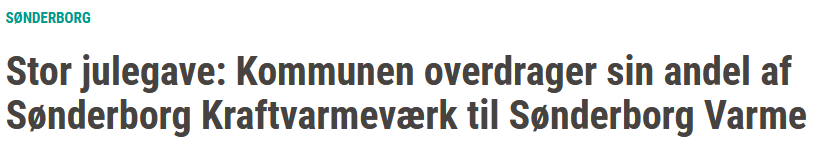 SØNDERBORG
Stor julegave: Kommunen overdrager sin andel af
Sønderborg Kraftvarmeværk til Sønderborg Varme